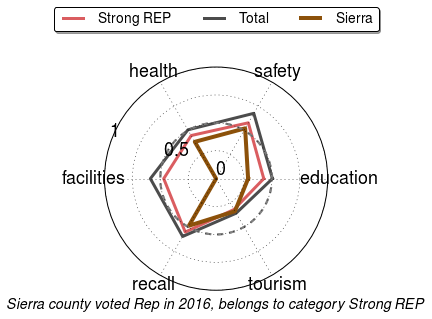 Strong REP Total Sierra
health safety
1
0.5
0
facilities education
recall tourism
Sierra county voted Rep in 2016, belongs to category Strong REP